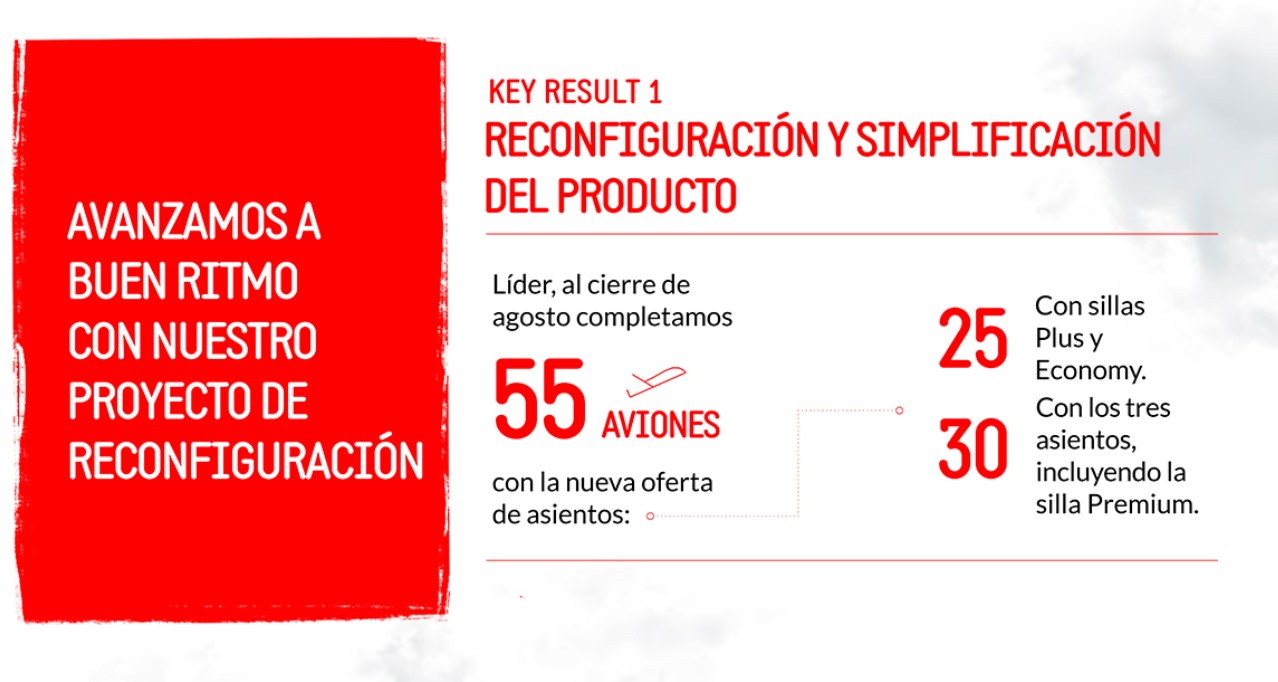 AVANZAMOS A
BUEN RITMO
CON NUESTRO
PROYECTO DE
RECONFIGURACIÓN
KEY RESULT 1
RECONFIGURACIÓN Y SIMPLIFICACIÓN
DEL PRODUCTO
Líder, al cierre de
agosto completamos
55
AVIONES
con la nueva oferta
de asientos:
25
Con sillas
Plus y
Economy.
30
Con los tres
asientos,
incluyendo la
silla Premium.